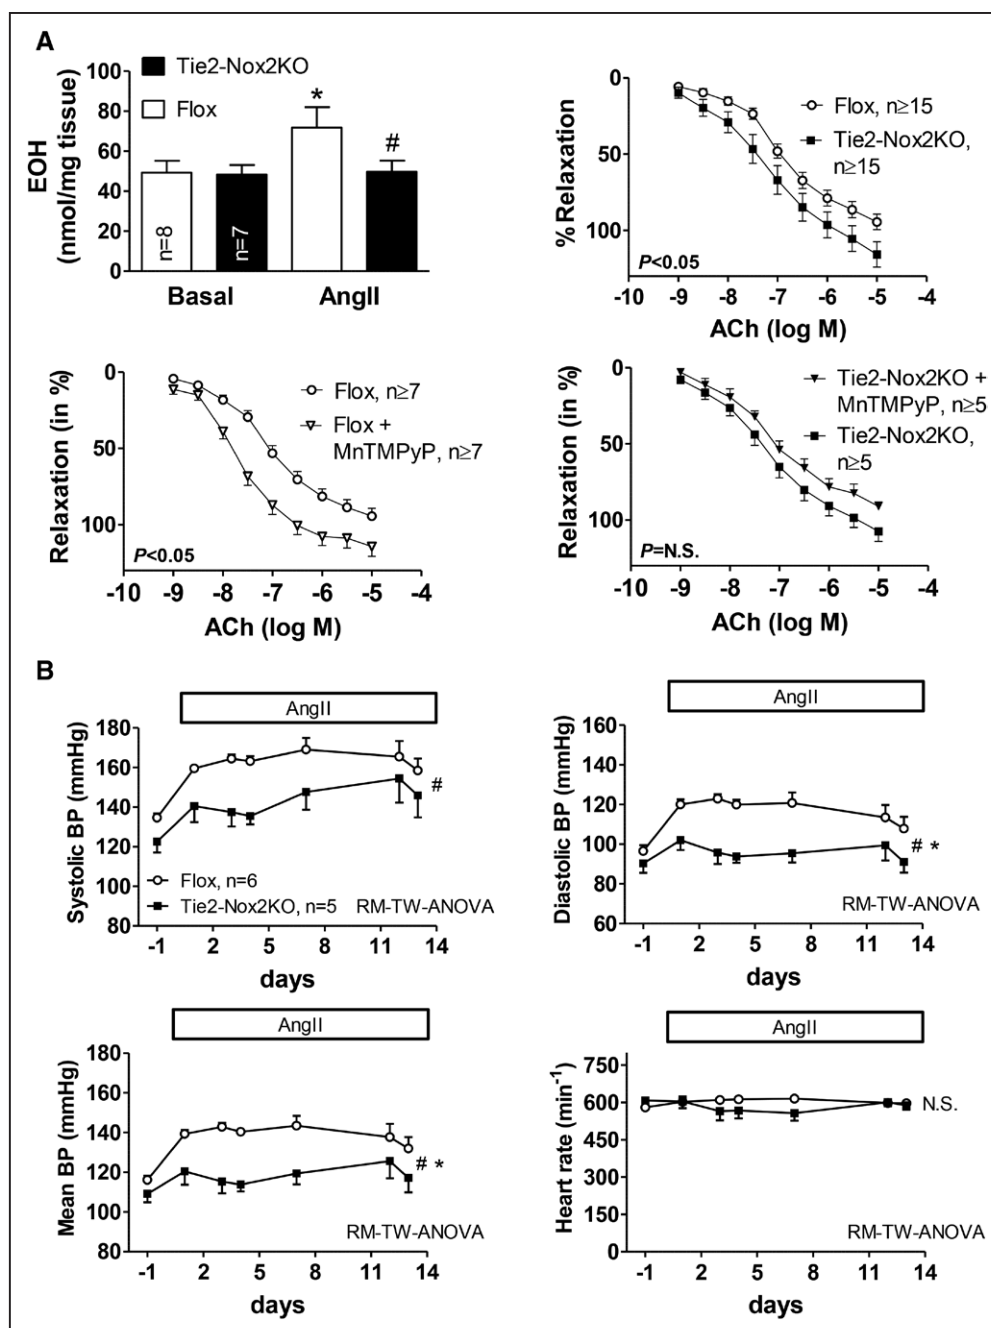 A
Tie2-Nox2KO
Flox
EOH
(nmol/mg tissue)
100
80
60
40
20
0
*
#
n=8
n=7
Basal
AngII
% Relaxation
0
50
100
Flox, n≥15
Tie2-Nox2KO,
n≥15
P<0.05
-10 -9 -8 -7 -6 -5 -4
ACh (log M)
Relaxation (in %)
0
50
100
Flox, n≥7
Flox +
MnTMPyP, n≥7
P<0.05
-10 -9 -8 -7 -6 -5 -4
ACh (log M)
Relaxation (in %)
0
50
100
Tie2-Nox2KO +
MnTMPyP, n≥5
Tie2-Nox2KO,
n≥5
P=N.S.
-10 -9 -8 -7 -6 -5 -4
ACh (log M)
B
AngII
Systolic BP (mmHg)
180
160
140
120
100
80
#
Flox, n=6
Tie2-Nox2KO, n=5
RM-TW-ANOVA
-1 2 5 8 11 14
days
AngII
Diastolic BP (mmHg)
160
140
120
100
80
60
# *
RM-TW-ANOVA
-1 2 5 8 11 14
days
AngII
Mean BP (mmHg)
180
160
140
120
100
80
# *
RM-TW-ANOVA
-1 2 5 8 11 14
days
AngII
Heart rate (min⁻¹)
750
600
450
300
150
0
N.S.
RM-TW-ANOVA
-1 2 5 8 11 14
days